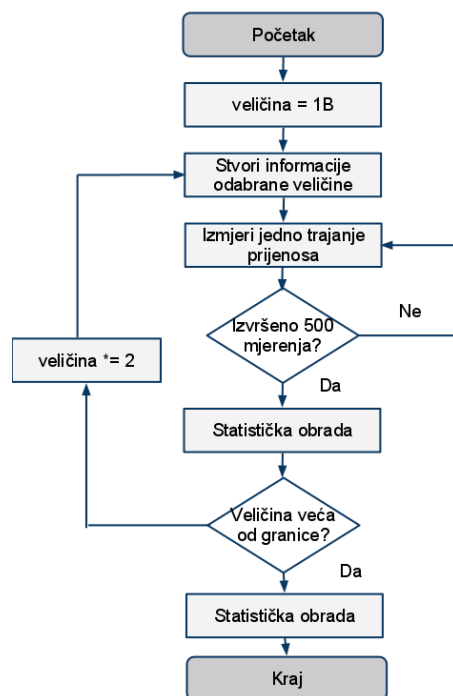 Početak
veličina = 1B
Stvori informacije
odabrane veličine
Izmjeri jedno trajanje
prijenosa
Izvršeno 500
mjerenja?
Ne
veličina *= 2
Da
Statistička obrada
Veličina veća
od granice?
Da
Statistička obrada
Kraj